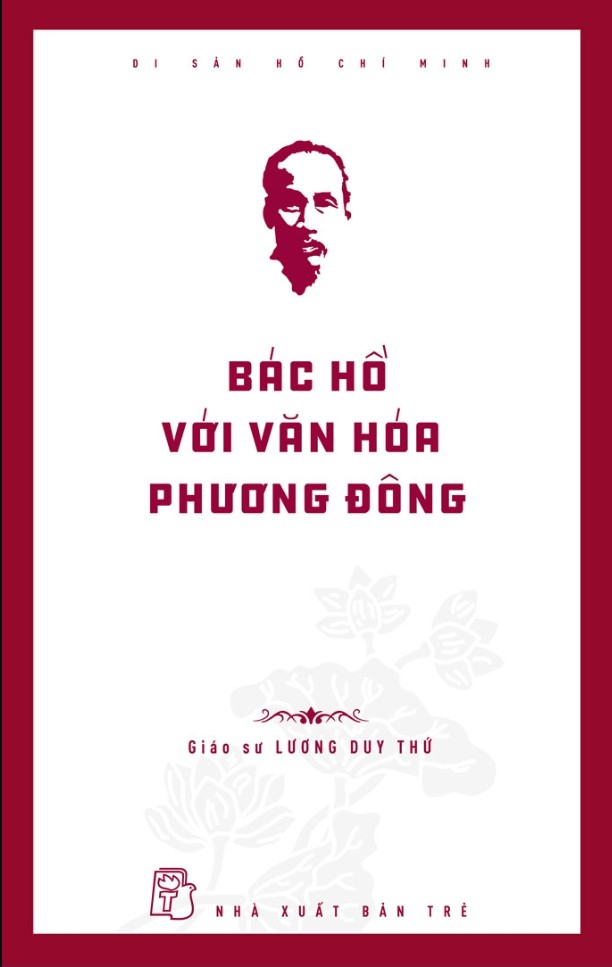 DI SẢN HỒ CHÍ MINH
BÁC HỒ
VỚI VĂN HÓA
PHƯƠNG ĐÔNG
Giáo sư LƯƠNG DUY THỨ
T
NHÀ XUẤT BẢN TRẺ